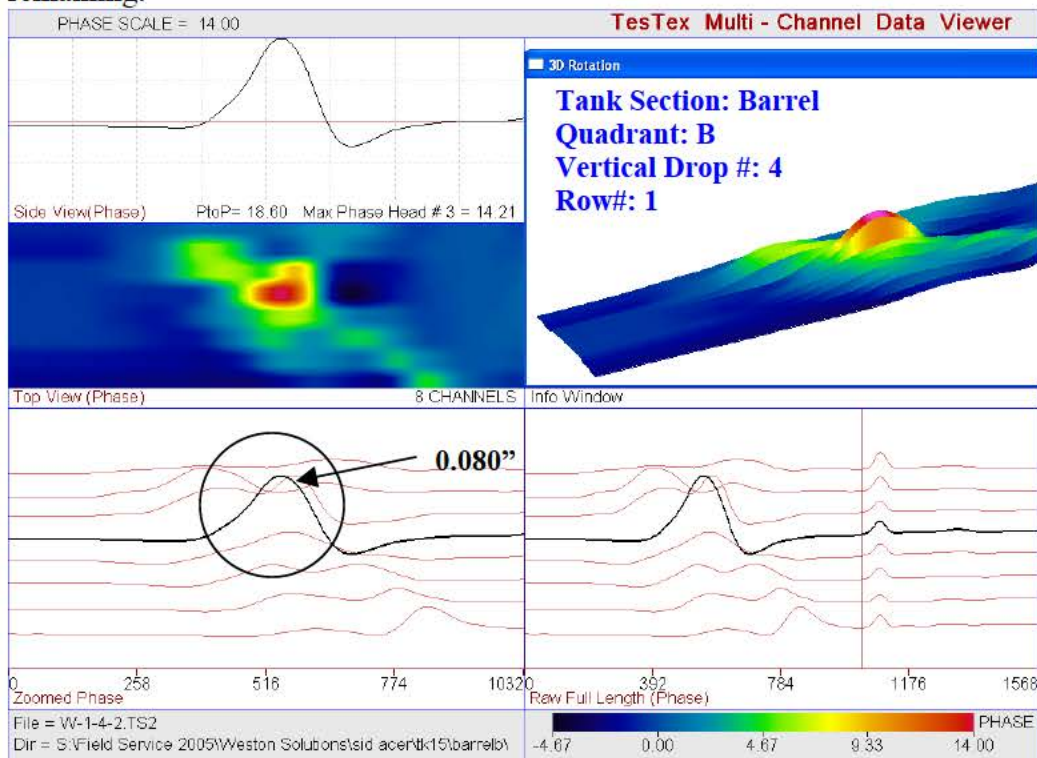 remaining.
PHASE SCALE = 14.00
TesTex Multi - Channel Data Viewer
3D Rotation
Tank Section: Barrel
Quadrant: B
Vertical Drop #: 4
Row#: 1
Side View(Phase) PtoP= 18.60 Max Phase Head # 3 = 14.21
Top View (Phase) 8 CHANNELS
Info Window
0.080”
0 258 516 774 1032
Zoomed Phase
0 392 784 1176 1568
Raw Full Length (Phase)
File = W-1-4-2.TS2
Dir = S:\Field Service 2005\Weston Solutions\sid acer\tk15\barrelb\
PHASE
-4.67 0.00 4.67 9.33 14.00